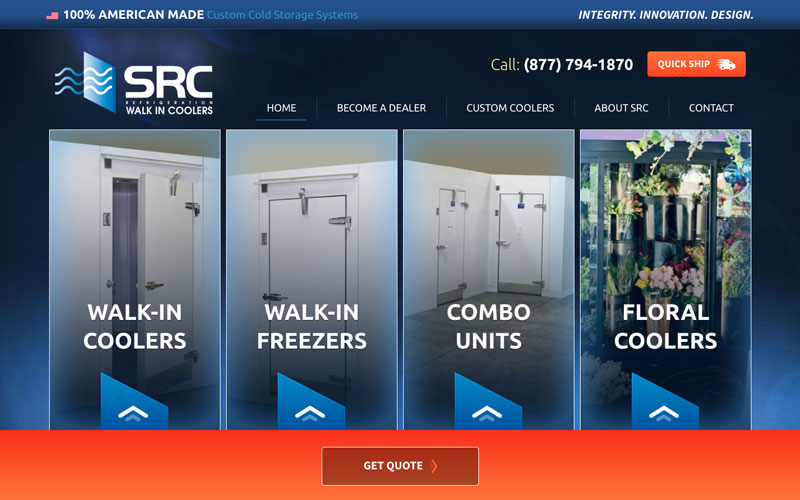 100% AMERICAN MADE Custom Cold Storage Systems
INTEGRITY. INNOVATION. DESIGN.
SRC
REFRIGERATION
WALK IN COOLERS
Call: (877) 794-1870
QUICK SHIP
HOME
BECOME A DEALER
CUSTOM COOLERS
ABOUT SRC
CONTACT
WALK-IN
COOLERS
WALK-IN
FREEZERS
COMBO
UNITS
FLORAL
COOLERS
GET QUOTE